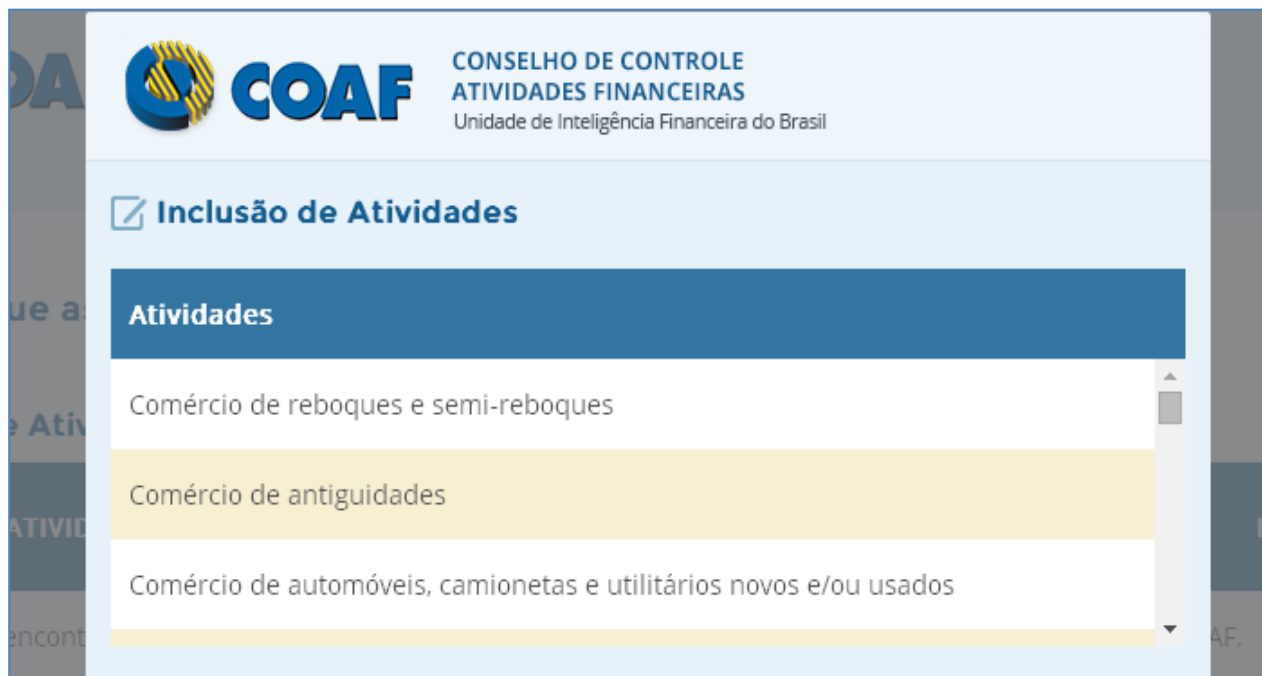 COAF
CONSELHO DE CONTROLE
ATIVIDADES FINANCEIRAS
Unidade de Inteligência Financeira do Brasil
Inclusão de Atividades
Atividades
Comércio de reboques e semi-reboques
Comércio de antiguidades
Comércio de automóveis, camionetas e utilitários novos e/ou usados